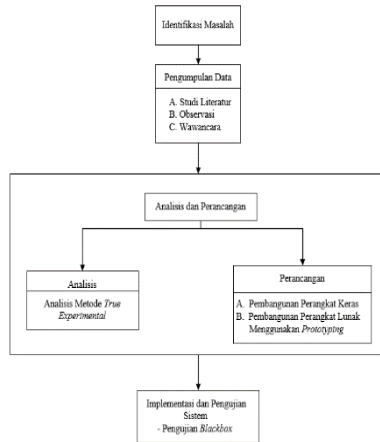 Identifikasi Masalah
Pengumpulan Data
A. Studi Literatur
B. Observasi
C. Wawancara
Analisis dan Perancangan
Analisis
Analisis Metode True
Experimental
Perancangan
A. Pembangunan Perangkat Keras
B. Pembangunan Perangkat Lunak
Menggunakan Prototyping
Implementasi dan Pengujian
Sistem
- Pengujian Blackbox